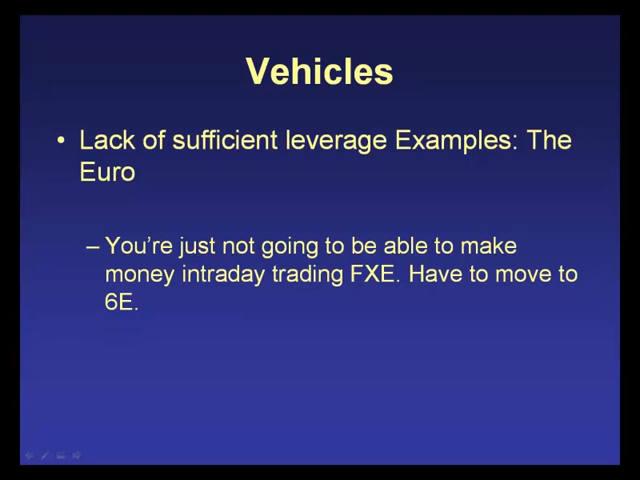 Vehicles
• Lack of sufficient leverage Examples: The
Euro
– You're just not going to be able to make
money intraday trading FXE. Have to move to
6E.